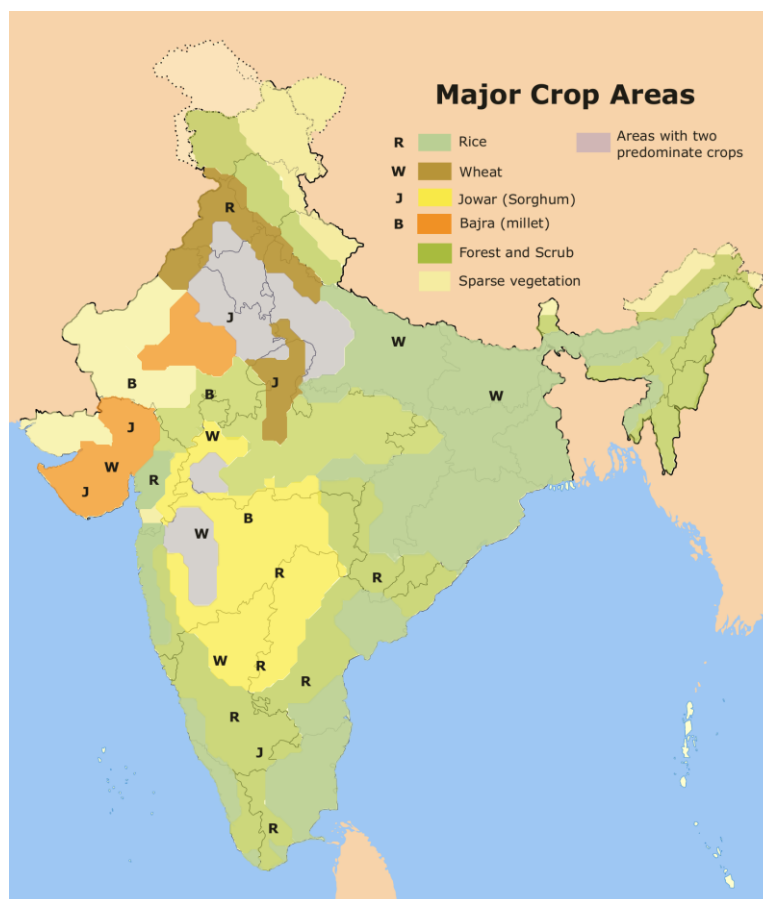 Major Crop Areas
R Rice
Areas with two
predominate crops
W Wheat
J Jowar (Sorghum)
B Bajra (millet)
Forest and Scrub
Sparse vegetation
R
J
W
J
W
B
B
J
W
W
R
J
B
W
R
R
W
R
R
R
J
R